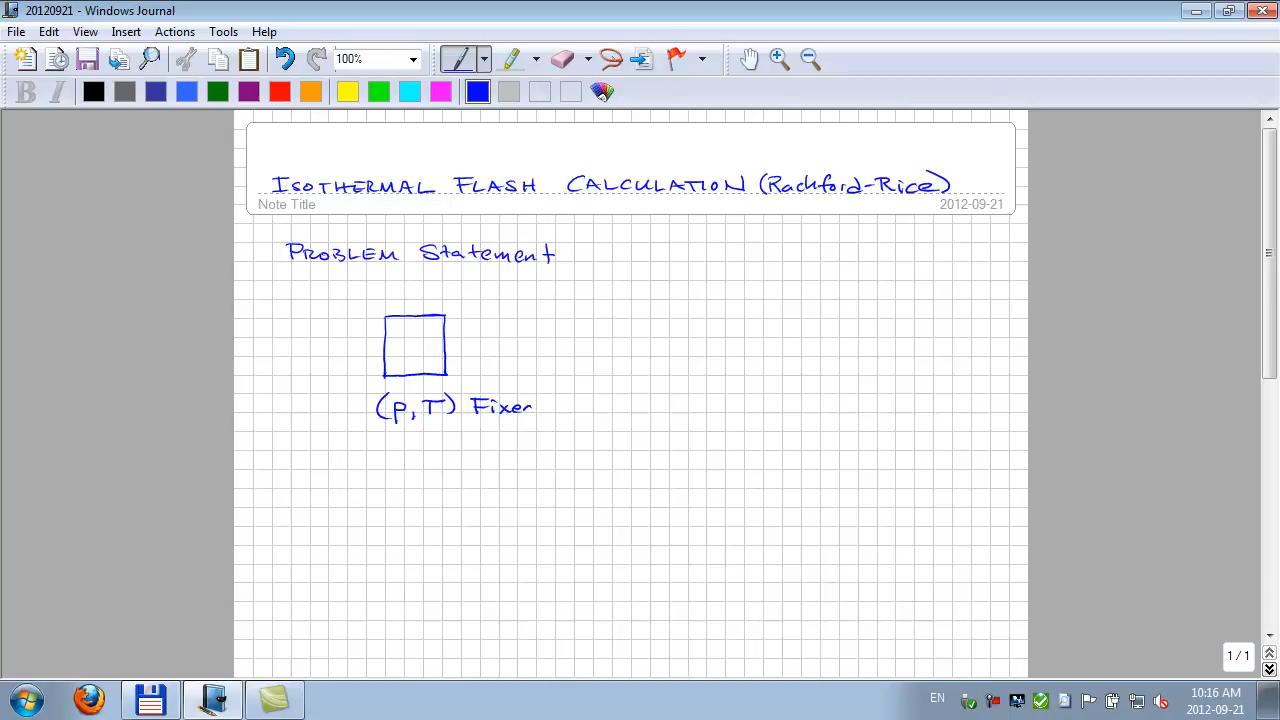 20120921 - Windows Journal
File Edit View Insert Actions Tools Help
100%
B I
ISOTHERMAL FLASH CALCULATION (Rachford-Rice)
Note Title 2012-09-21
PROBLEM Statement
(p, T) Fixer
1 / 1
EN 10:16 AM
2012-09-21